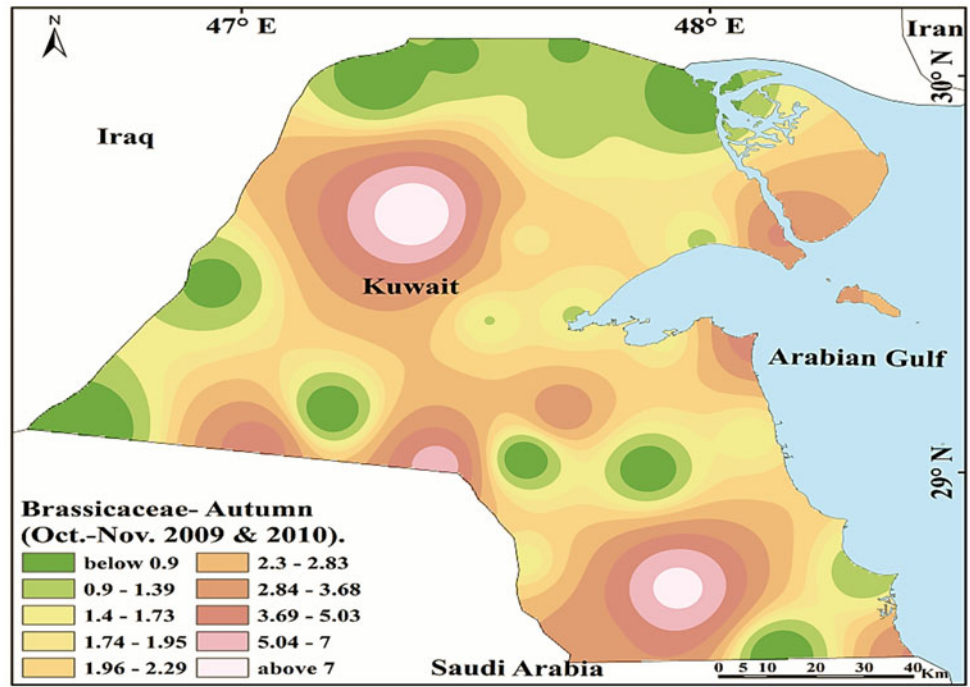 N
47° E
48° E
Iran
30° N
Iraq
Kuwait
Arabian Gulf
29° N
Brassicaceae- Autumn
(Oct.-Nov. 2009 & 2010).
below 0.9
0.9 - 1.39
1.4 - 1.73
1.74 - 1.95
1.96 - 2.29
2.3 - 2.83
2.84 - 3.68
3.69 - 5.03
5.04 - 7
above 7
Saudi Arabia
0 5 10 20 30 40
Km